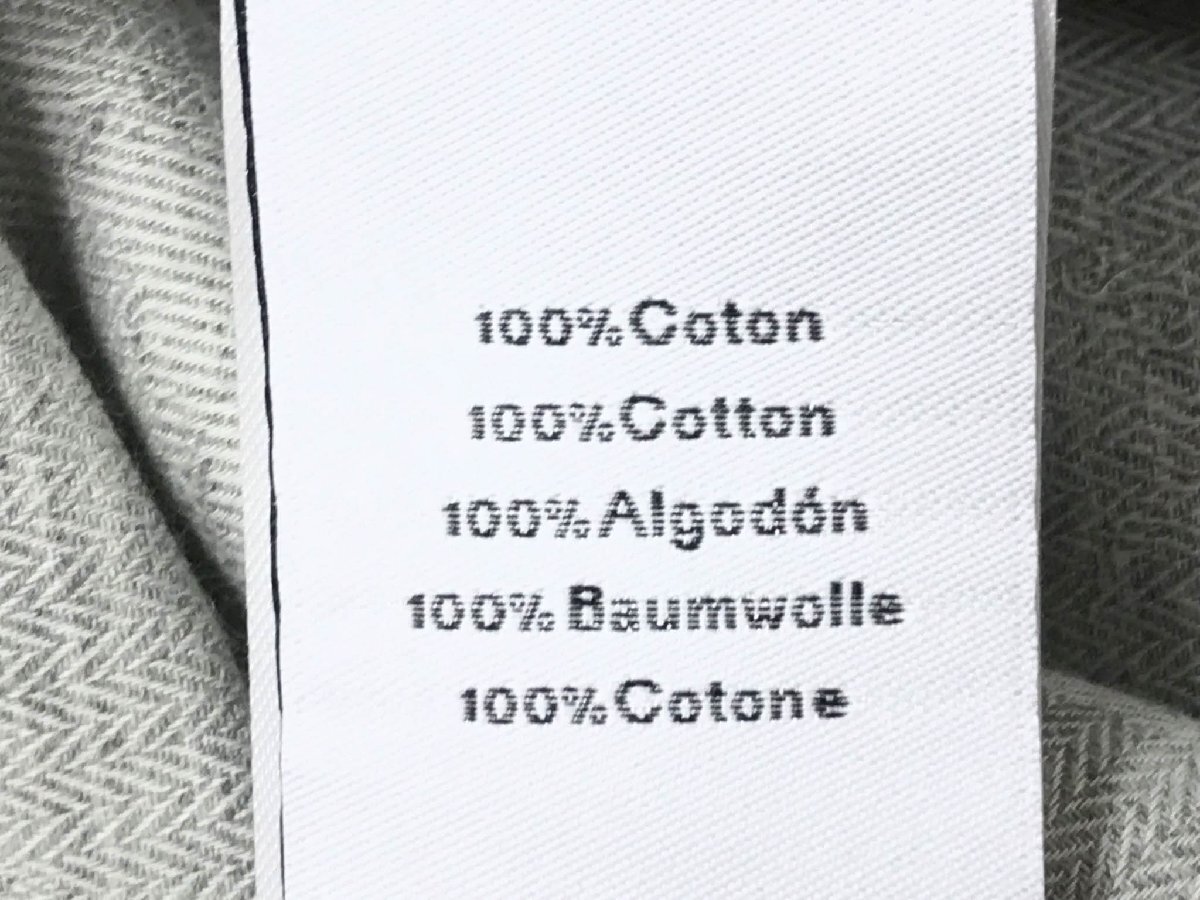 100% Coton
100% Cotton
100% Algodón
100% Baumwolle
100% Cotone